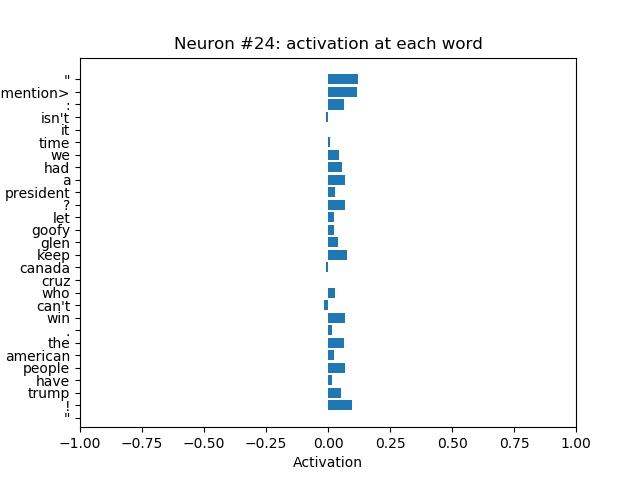 Neuron #24: activation at each word
"
mention>
:
isn't
it
time
we
had
a
president
?
let
goofy
glen
keep
canada
cruz
who
can't
win
.
the
american
people
have
trump
!
"
−1.00 −0.75 −0.50 −0.25 0.00 0.25 0.50 0.75 1.00
Activation